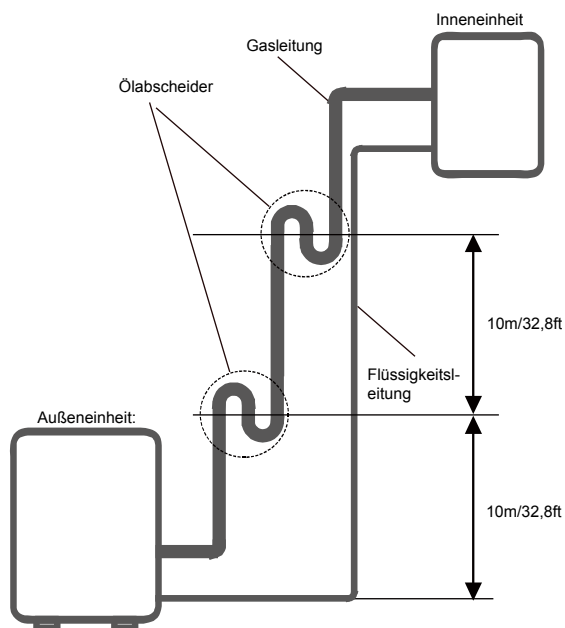 Inneneinheit
Gasleitung
Ölabscheider
10m/32,8ft
Flüssigkeitsl-
eitung
Außeneinheit:
10m/32,8ft